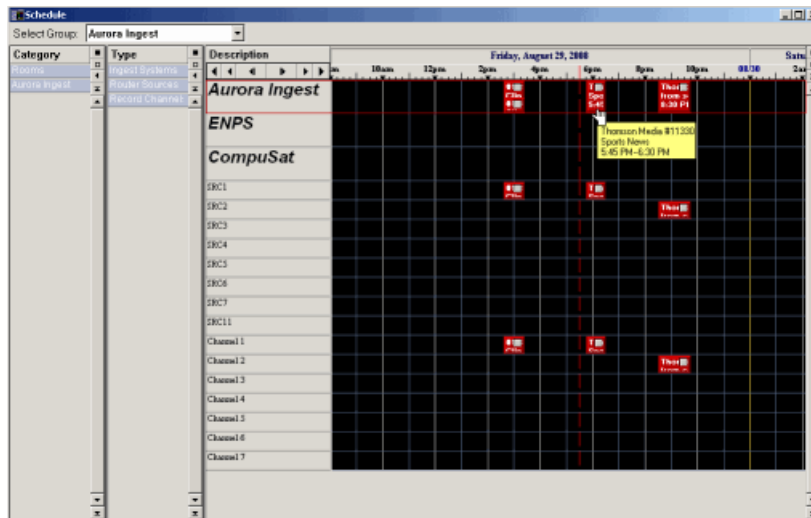 Schedule
Select Group: Aurora Ingest
Category Type Description Friday, August 29, 2008 Satu
10am 12pm 2pm 4pm 6pm 8pm 10pm 08/30 2am
Rooms Ingest Systems
Aurora Ingest Router Sources Aurora Ingest
Record Channel
ENPS
Thomson Media #11330
Sports News
5:45 PM-6:30 PM
CompuSat
SRC1
SRC2
SRC3
SRC4
SRC5
SRC6
SRC7
SRC11
Channel 1
Channel 2
Channel 3
Channel 4
Channel 5
Channel 6
Channel 7